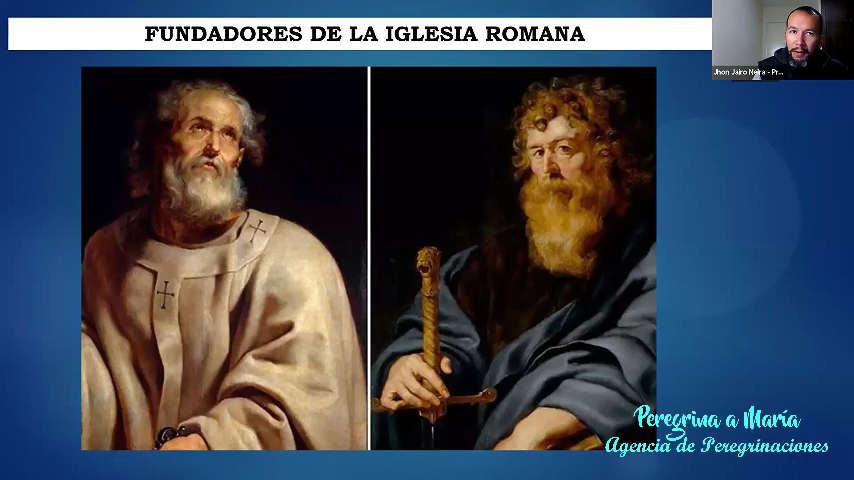 FUNDADORES DE LA IGLESIA ROMANA
Jhon Jairo Neira - Pr...
Peregrina a María
Agencia de Peregrinaciones